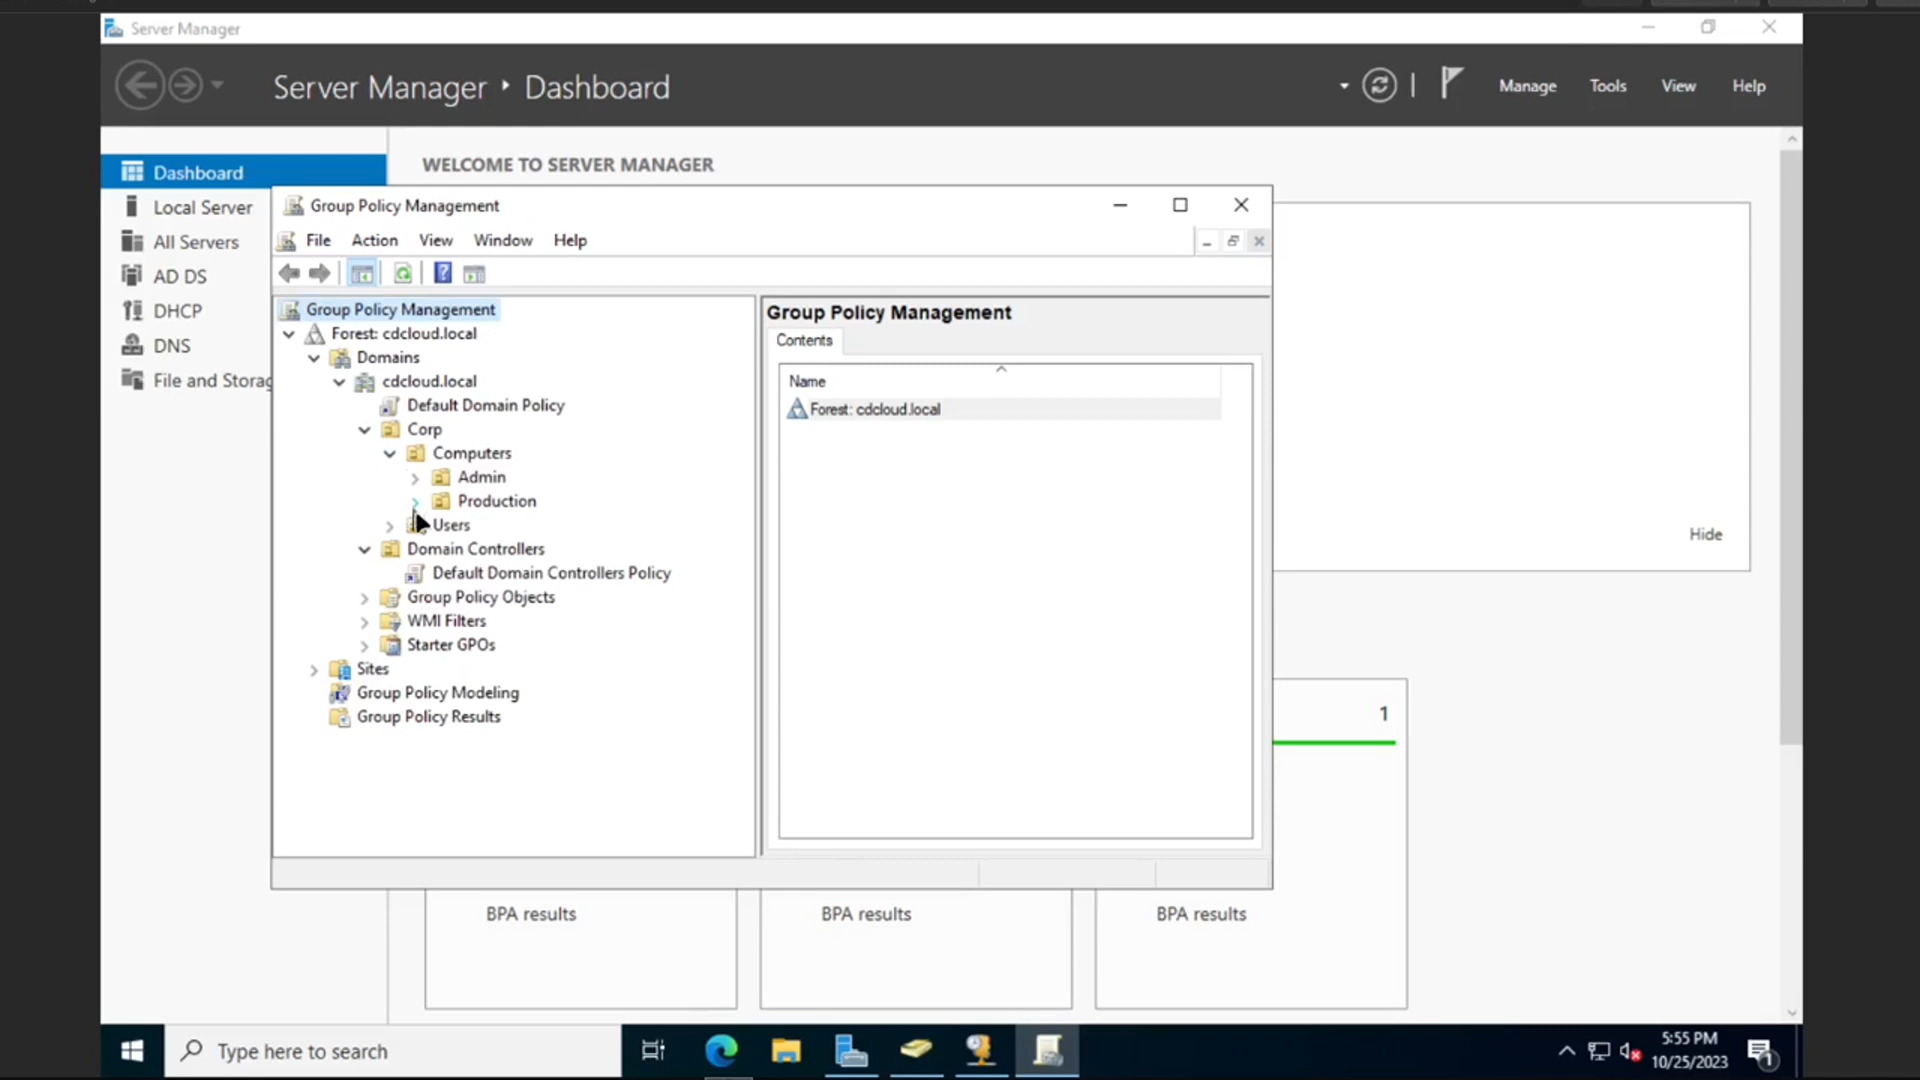 Server Manager
Server Manager ‣ Dashboard
Manage
Tools
View
Help
Dashboard
Local Server
All Servers
AD DS
DHCP
DNS
File and Storag
WELCOME TO SERVER MANAGER
Group Policy Management
File
Action
View
Window
Help
Group Policy Management
Forest: cdcloud.local
Domains
cdcloud.local
Default Domain Policy
Corp
Computers
Admin
Production
Users
Domain Controllers
Default Domain Controllers Policy
Group Policy Objects
WMI Filters
Starter GPOs
Sites
Group Policy Modeling
Group Policy Results
Group Policy Management
Contents
Name
Forest: cdcloud.local
Hide
1
BPA results
BPA results
BPA results
Type here to search
5:55 PM
10/25/2023
1